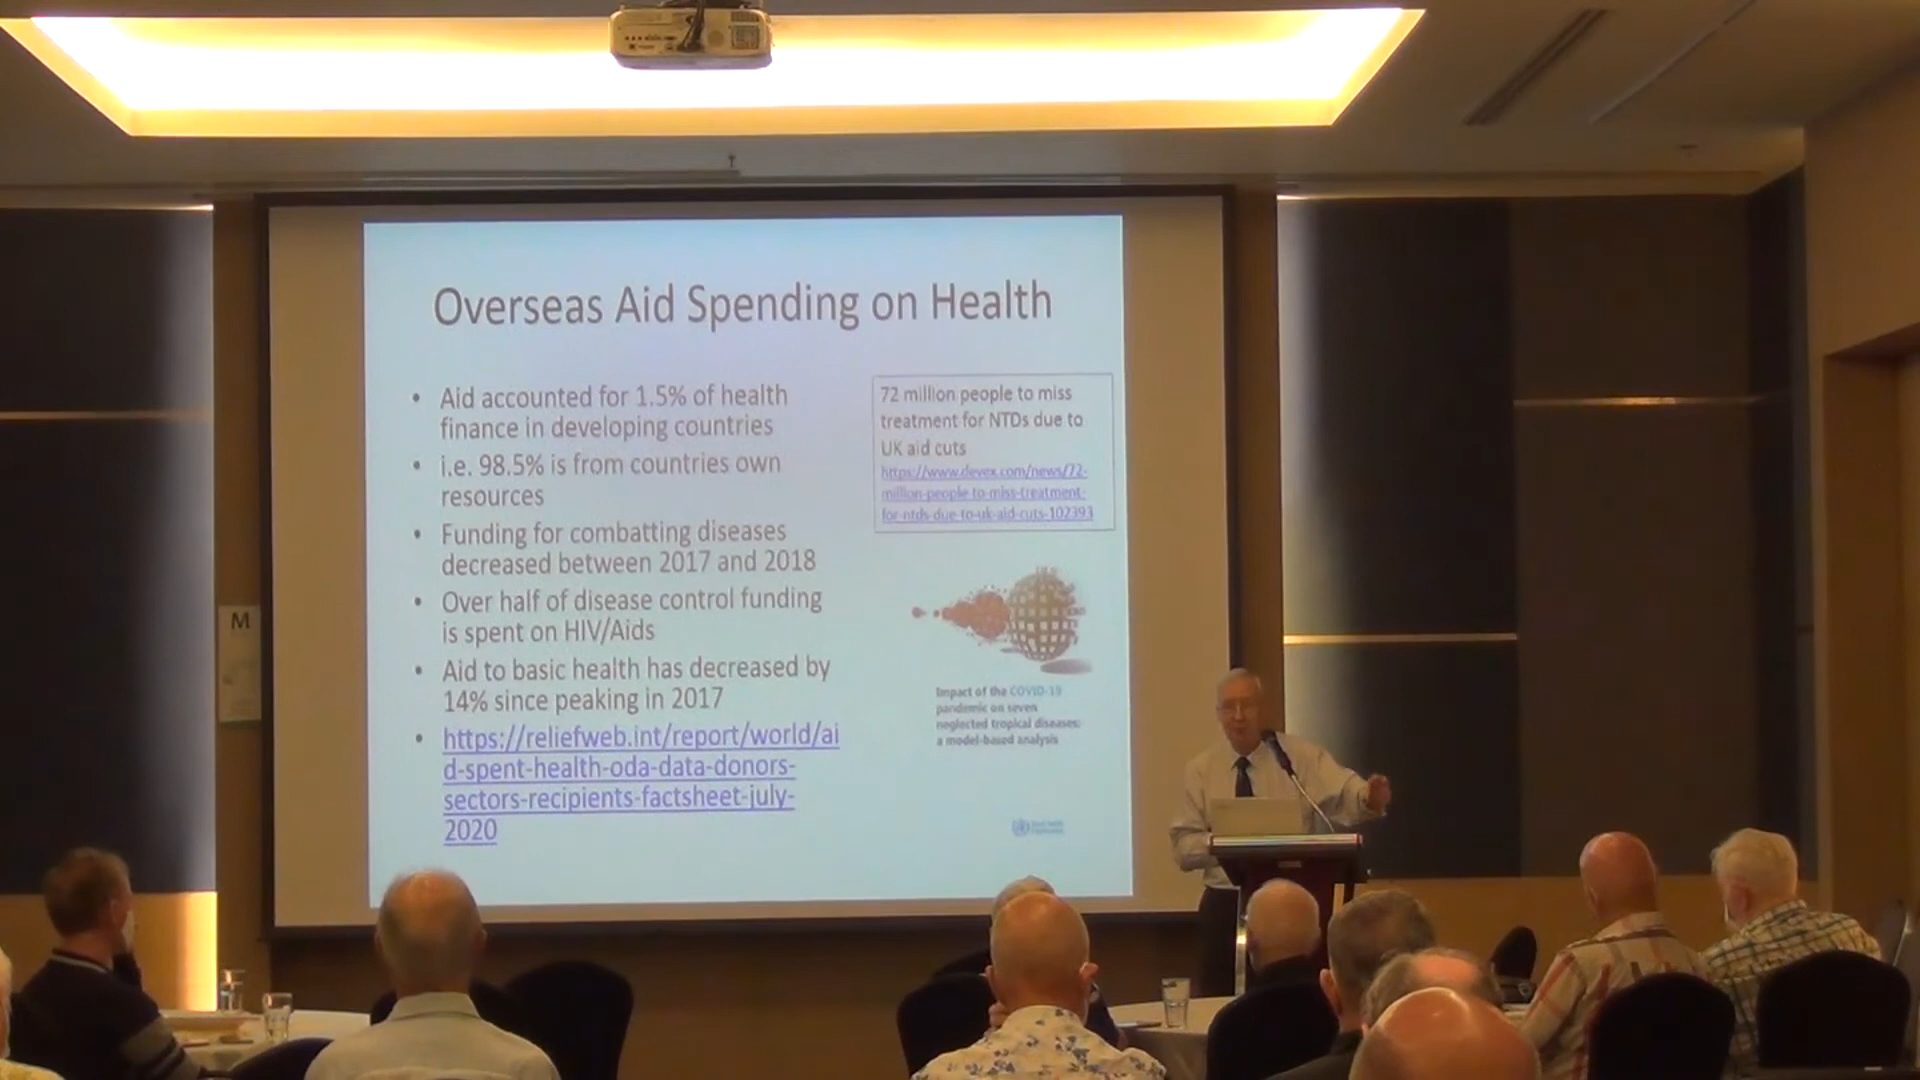 Overseas Aid Spending on Health
• Aid accounted for 1.5% of health
finance in developing countries
• i.e. 98.5% is from countries own
resources
• Funding for combatting diseases
decreased between 2017 and 2018
• Over half of disease control funding
is spent on HIV/Aids
• Aid to basic health has decreased by
14% since peaking in 2017
• https://reliefweb.int/report/world/ai
d-spent-health-oda-data-donors-
sectors-recipients-factsheet-july-
2020
72 million people to miss
treatment for NTDs due to
UK aid cuts
https://www.devex.com/news/72-
million-people-to-miss-treatment-
for-ntds-due-to-uk-aid-cuts-102393
Impact of the COVID-19
pandemic on seven
neglected tropical diseases:
a model-based analysis
M